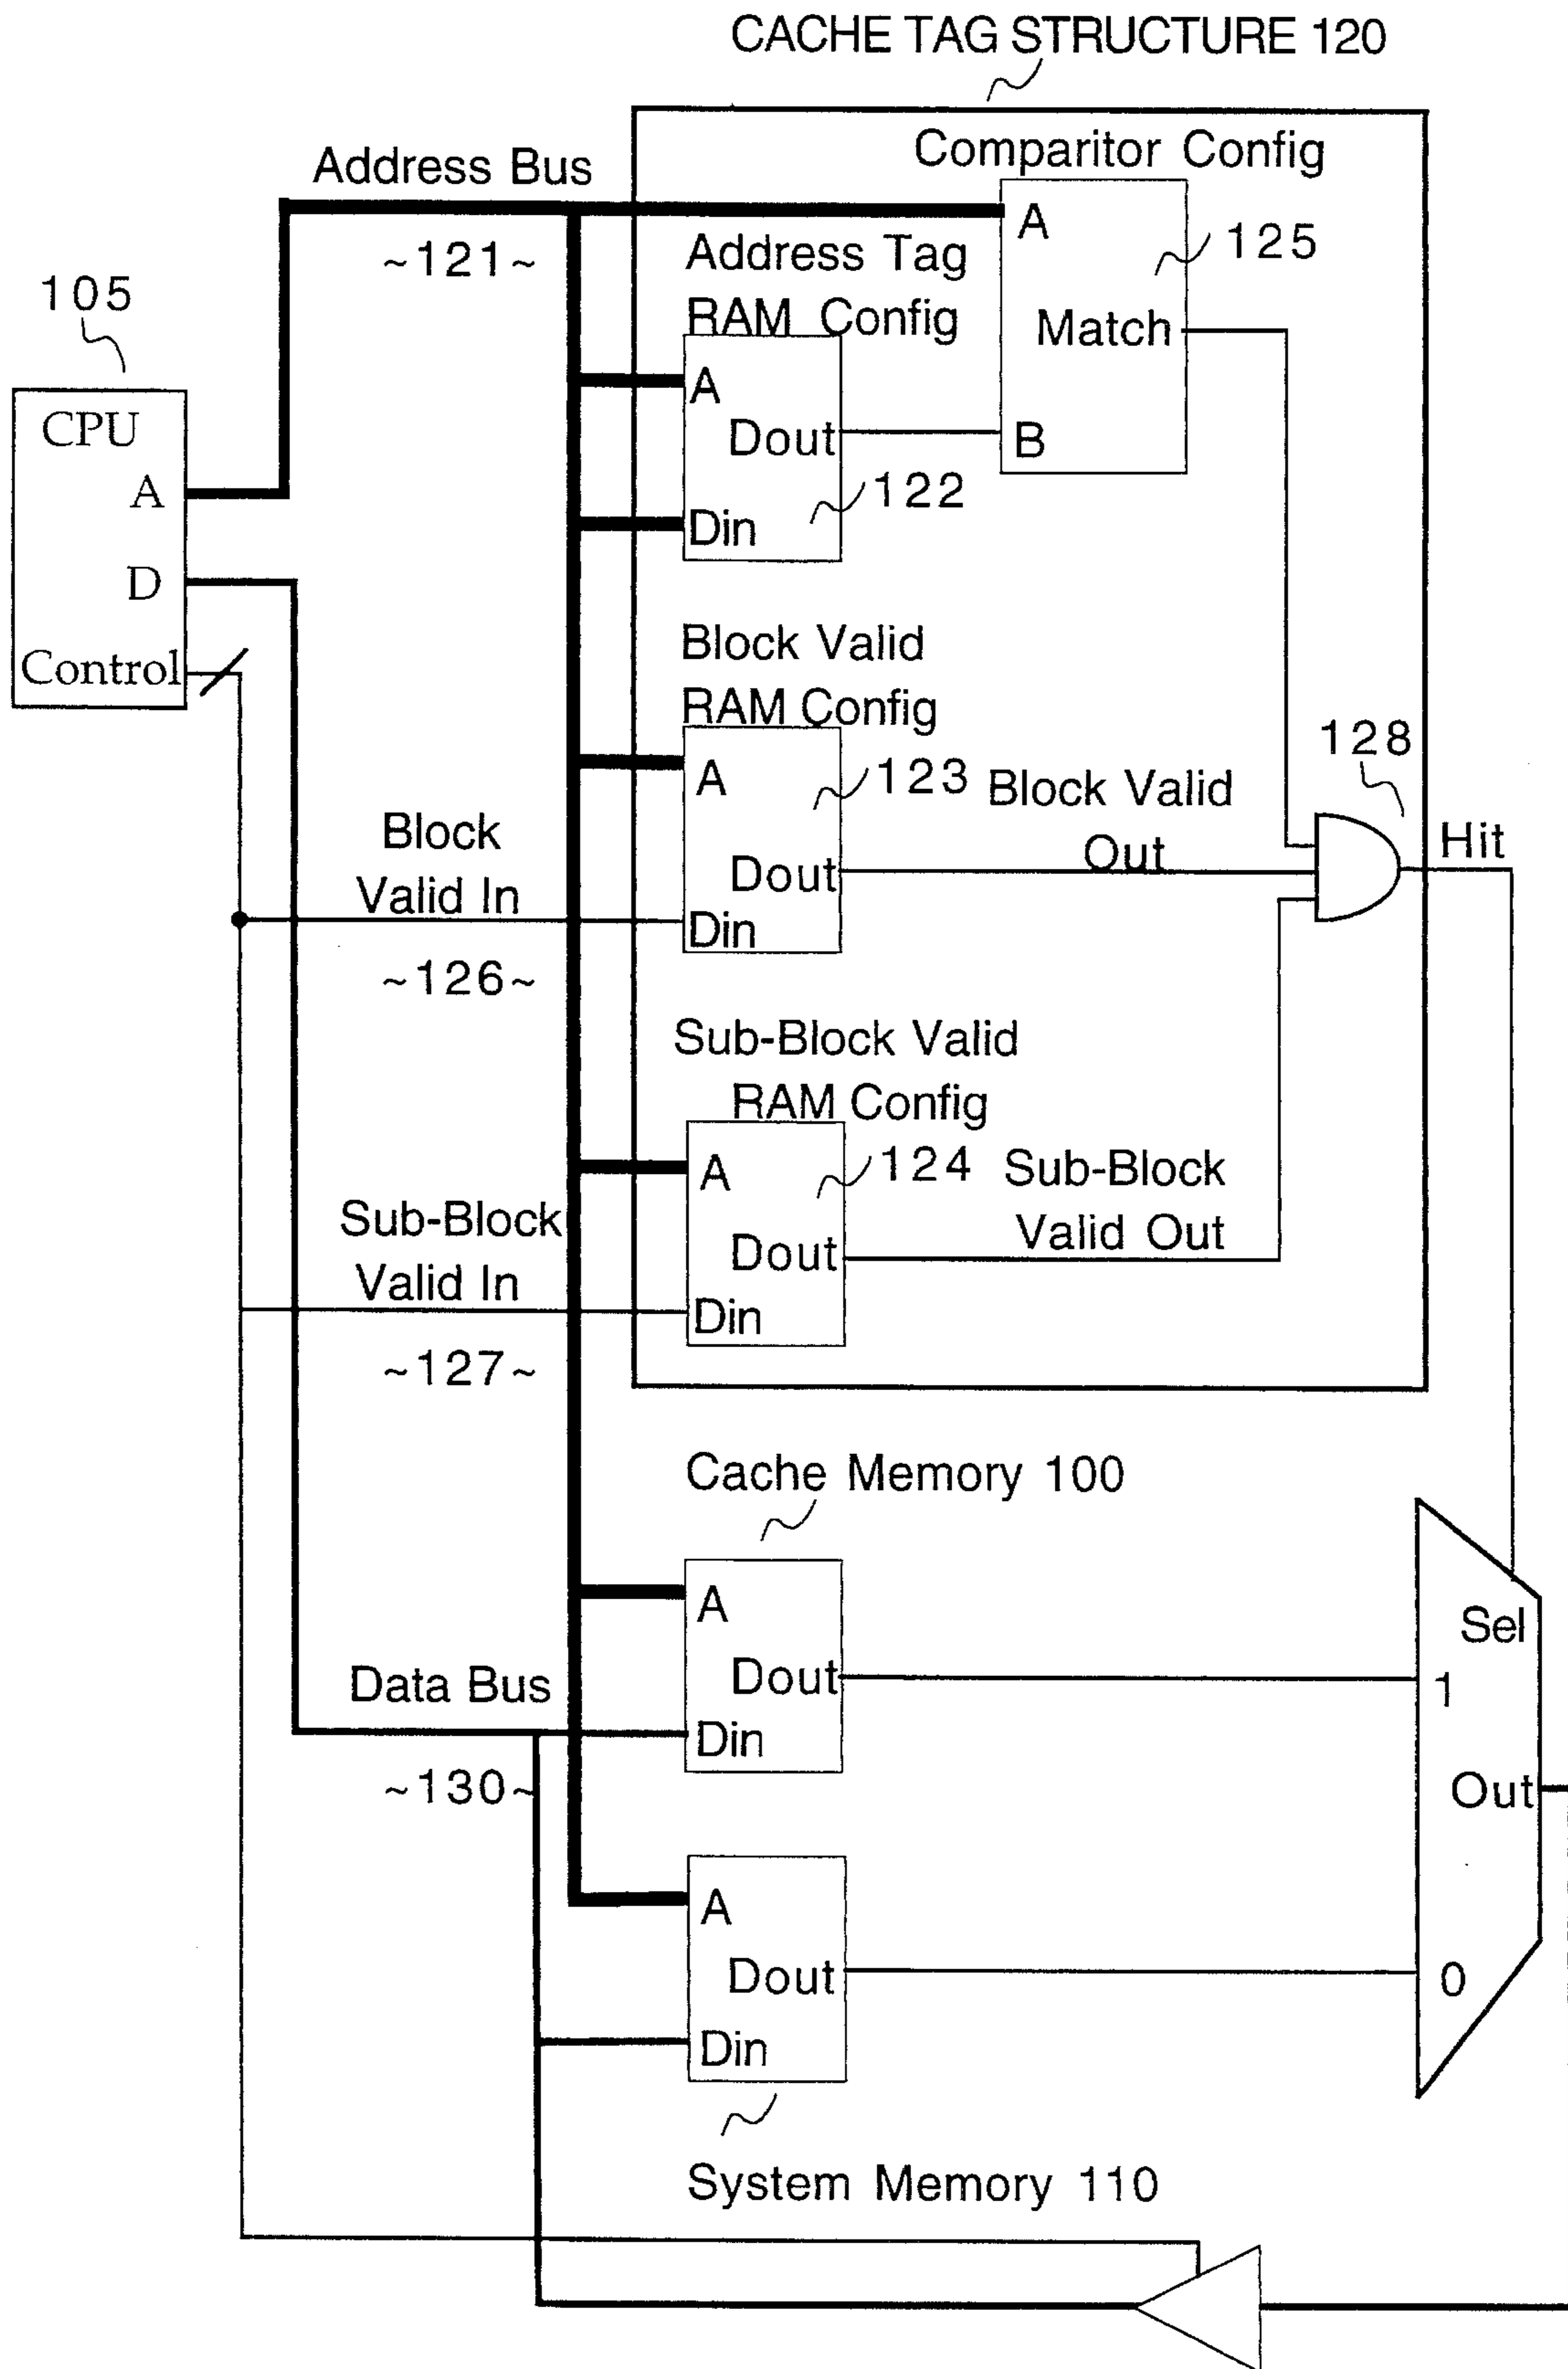 CACHE TAG STRUCTURE 120
Comparitor Config
Address Bus
~121~
A
125
Match
B
Address Tag
RAM Config
A
Dout
122
Din
105
CPU
A
D
Control
Block Valid
RAM Config
A
123
Dout
Din
Block Valid
Out
128
Hit
Block
Valid In
~126~
Sub-Block Valid
RAM Config
A
124
Dout
Din
Sub-Block
Valid Out
Sub-Block
Valid In
~127~
Cache Memory 100
A
Dout
Din
Data Bus
~130~
Sel
1
Out
0
A
Dout
Din
System Memory 110